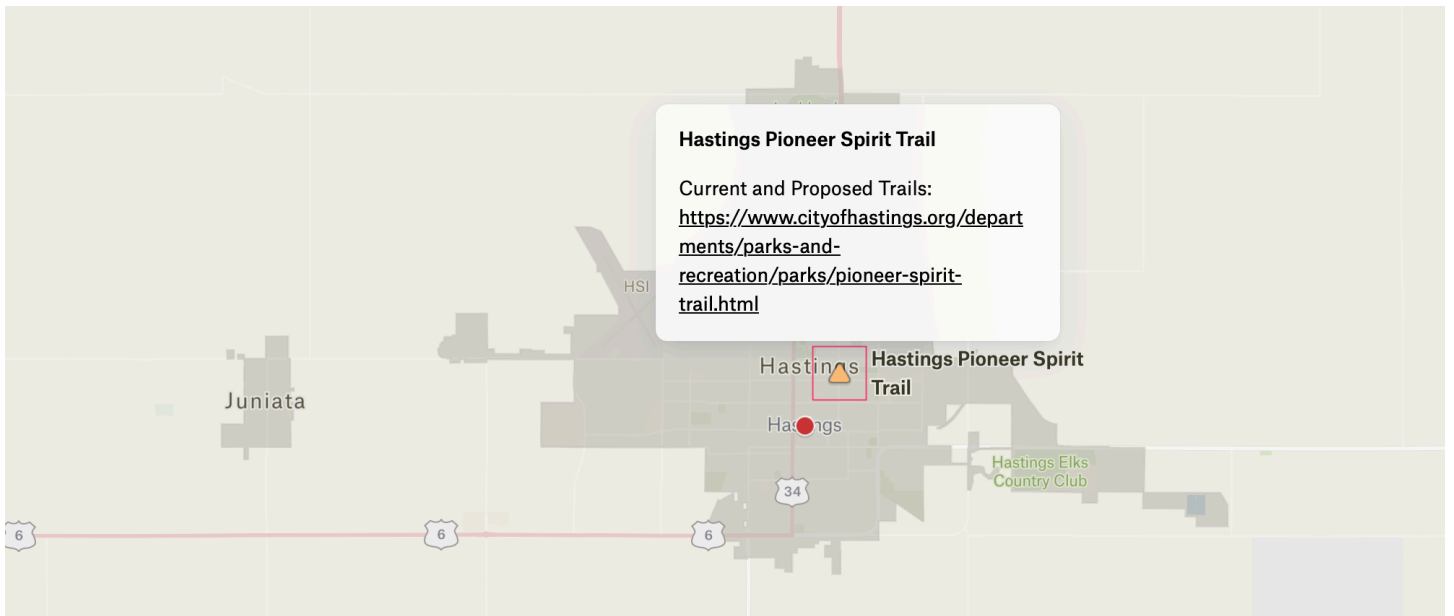 Hastings Pioneer Spirit Trail
Current and Proposed Trails:
https://www.cityofhastings.org/depart
ments/parks-and-
recreation/parks/pioneer-spirit-
trail.html
HSI
Hastings
Hastings Pioneer Spirit
Trail
Juniata
Hastings
Hastings Elks
Country Club
34
6
6
6